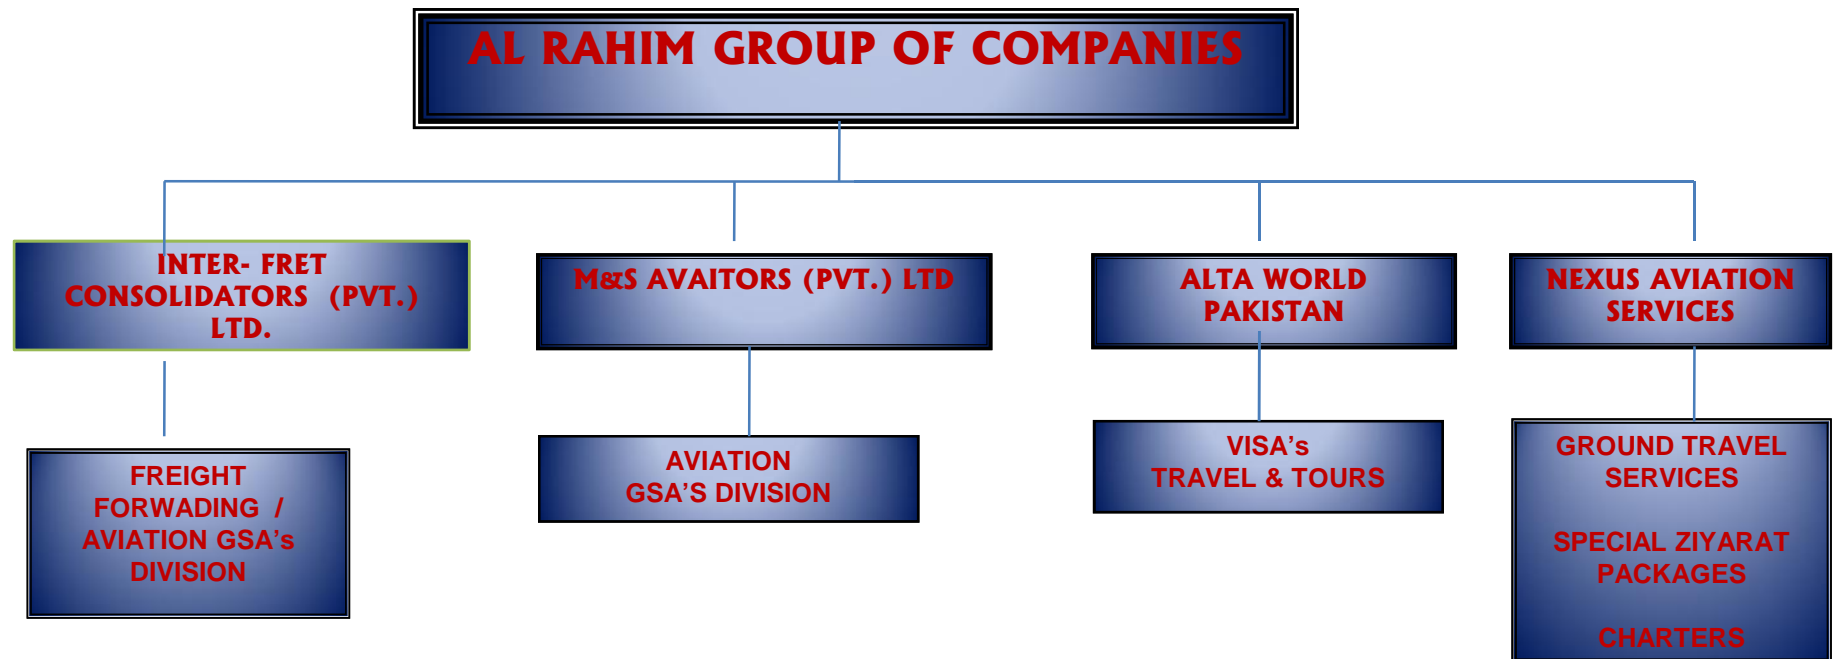 AL RAHIM GROUP OF COMPANIES
INTER- FRET
CONSOLIDATORS (PVT.)
LTD.
M&S AVAITORS (PVT.) LTD
ALTA WORLD
PAKISTAN
NEXUS AVIATION
SERVICES
FREIGHT
FORWADING /
AVIATION GSA's
DIVISION
AVIATION
GSA'S DIVISION
VISA's
TRAVEL & TOURS
GROUND TRAVEL
SERVICES
SPECIAL ZIYARAT
PACKAGES
CHARTERS